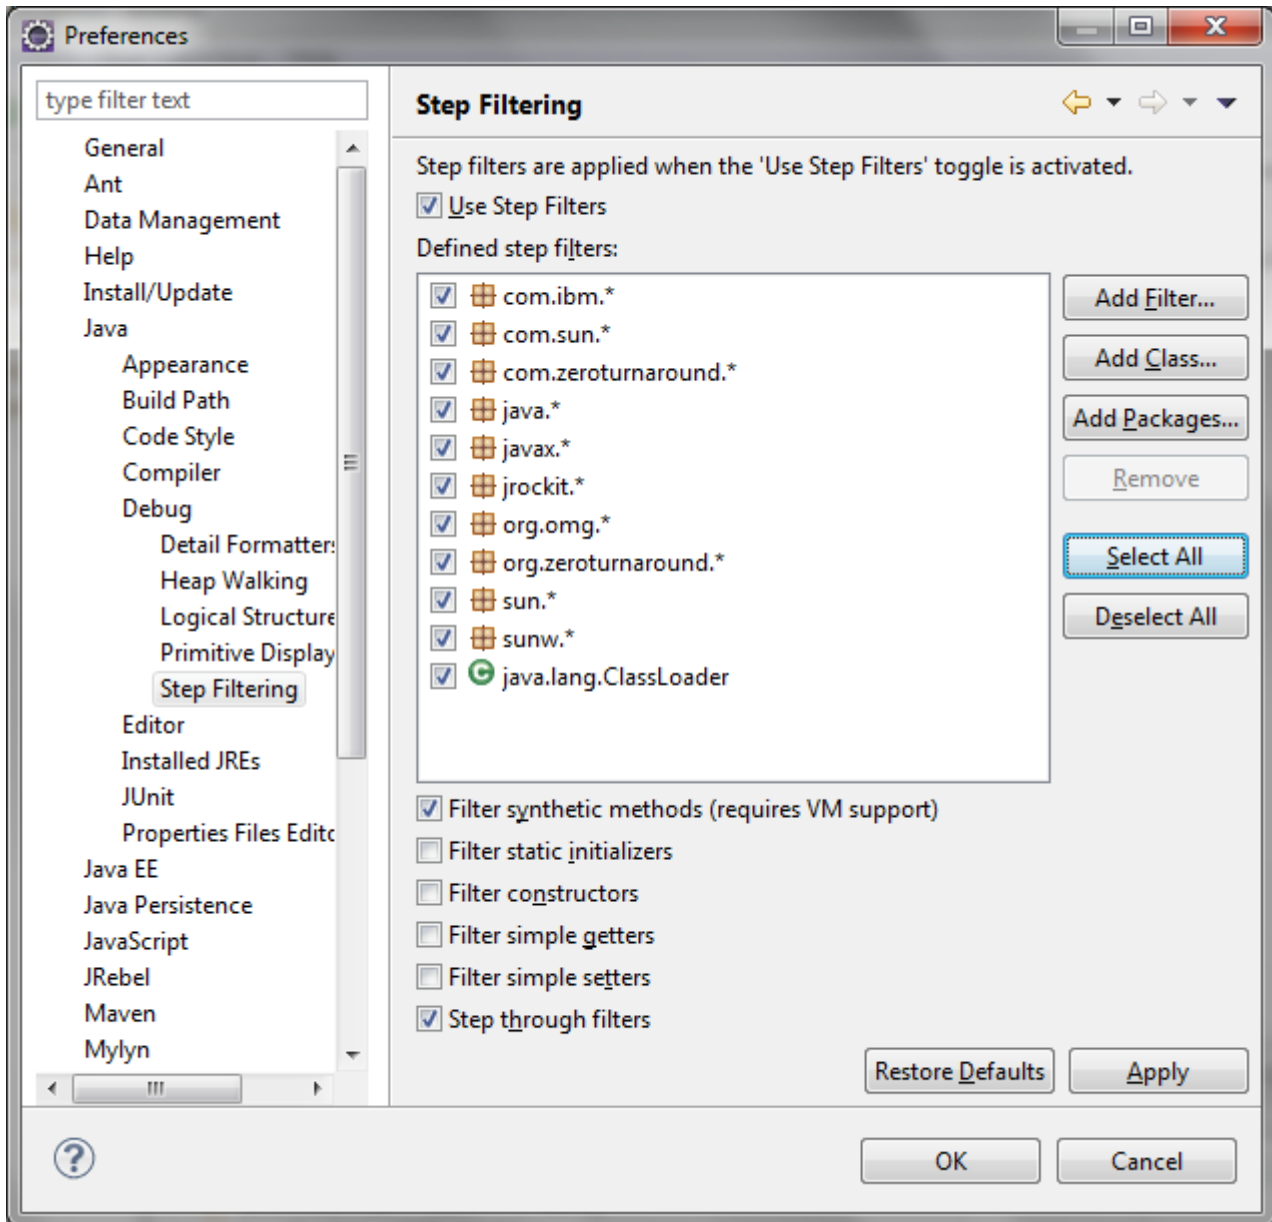 Preferences
type filter text
General
Ant
Data Management
Help
Install/Update
Java
Appearance
Build Path
Code Style
Compiler
Debug
Detail Formatters
Heap Walking
Logical Structure
Primitive Display
Step Filtering
Editor
Installed JREs
JUnit
Properties Files Edito
Java EE
Java Persistence
JavaScript
JRebel
Maven
Mylyn
Step Filtering
Step filters are applied when the 'Use Step Filters' toggle is activated.
Use Step Filters
Defined step filters:
com.ibm.*
com.sun.*
com.zeroturnaround.*
java.*
javax.*
jrockit.*
org.omg.*
org.zeroturnaround.*
sun.*
sunw.*
java.lang.ClassLoader
Add Filter...
Add Class...
Add Packages...
Remove
Select All
Deselect All
Filter synthetic methods (requires VM support)
Filter static initializers
Filter constructors
Filter simple getters
Filter simple setters
Step through filters
Restore Defaults
Apply
OK
Cancel